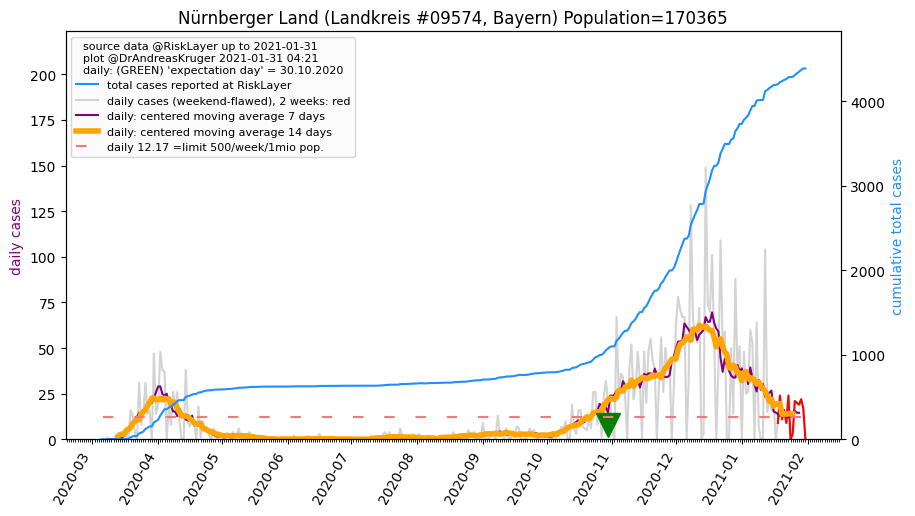 Nürnberger Land (Landkreis #09574, Bayern) Population=170365
source data @RiskLayer up to 2021-01-31
plot @DrAndreasKruger 2021-01-31 04:21
daily: (GREEN) 'expectation day' = 30.10.2020
total cases reported at RiskLayer
daily cases (weekend-flawed), 2 weeks: red
daily: centered moving average 7 days
daily: centered moving average 14 days
daily 12.17 =limit 500/week/1mio pop.
daily cases
200
175
150
125
100
75
50
25
0
4000
3000
2000
1000
0
cumulative total cases
2020-03
2020-04
2020-05
2020-06
2020-07
2020-08
2020-09
2020-10
2020-11
2020-12
2021-01
2021-02